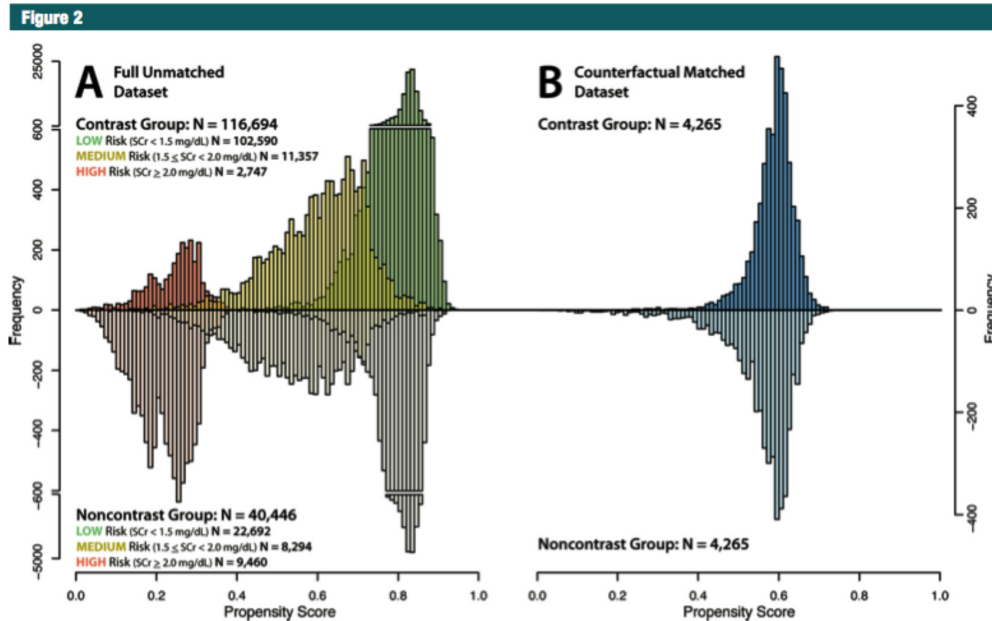 Figure 2
A Full Unmatched
Dataset
Contrast Group: N = 116,694
LOW Risk (SCr < 1.5 mg/dL) N = 102,590
MEDIUM Risk (1.5 ≤ SCr < 2.0 mg/dL) N = 11,357
HIGH Risk (SCr ≥ 2.0 mg/dL) N = 2,747
25000
600
400
200
0
−200
−400
−600
−5000
Frequency
Noncontrast Group: N = 40,446
LOW Risk (SCr < 1.5 mg/dL) N = 22,692
MEDIUM Risk (1.5 ≤ SCr < 2.0 mg/dL) N = 8,294
HIGH Risk (SCr ≥ 2.0 mg/dL) N = 9,460
0.0 0.2 0.4 0.6 0.8 1.0
Propensity Score
B Counterfactual Matched
Dataset
Contrast Group: N = 4,265
400
200
0
−200
−400
Frequency
Noncontrast Group: N = 4,265
0.0 0.2 0.4 0.6 0.8 1.0
Propensity Score